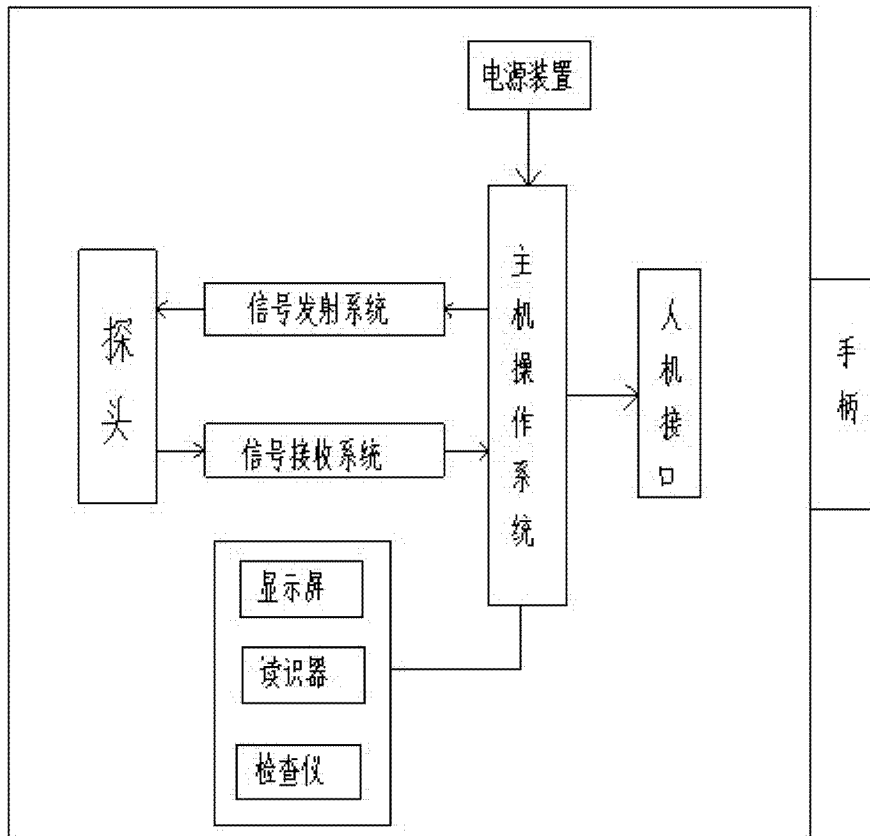 电源装置
主机操作系统
信号发射系统
人机接口
探头
手柄
信号接收系统
显示屏
读识器
检查仪